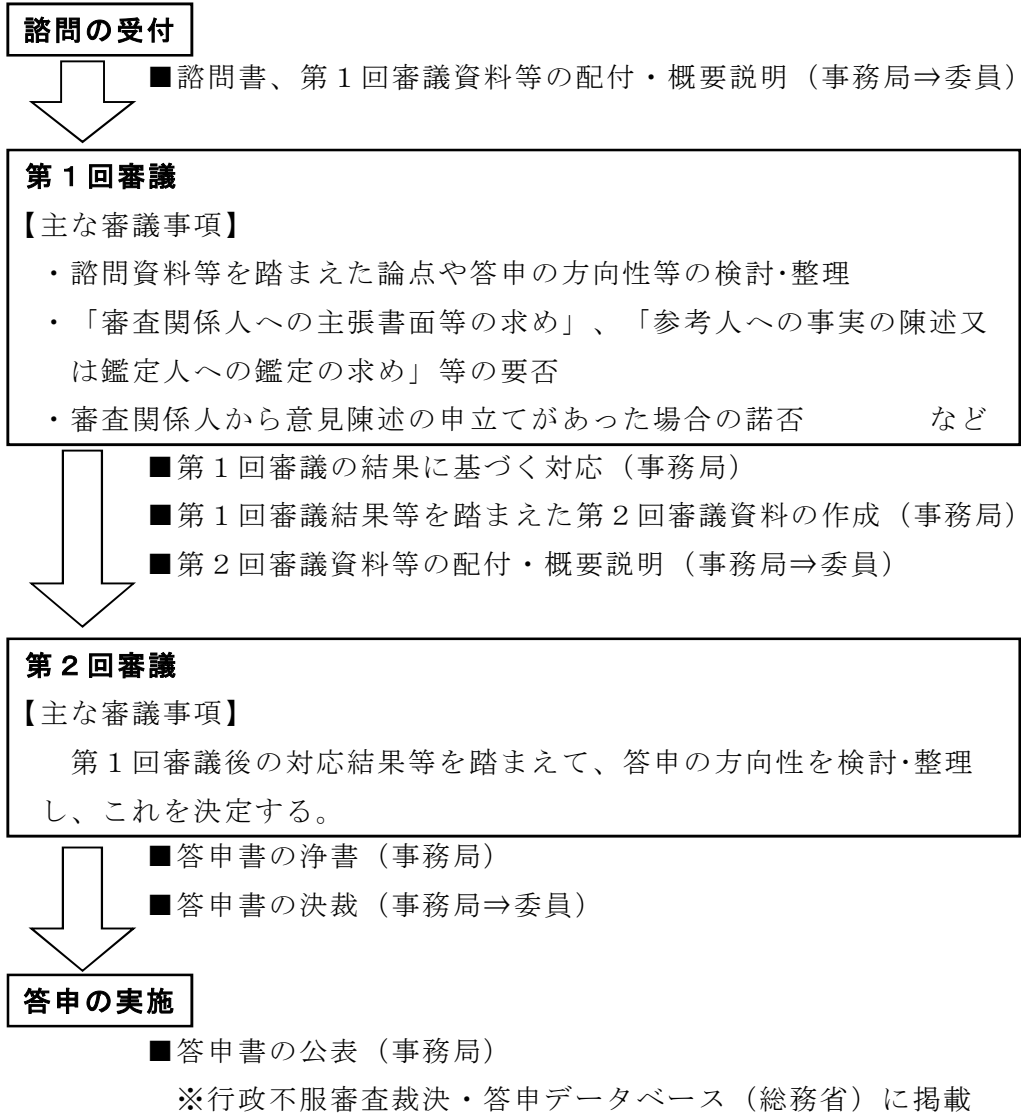 諮問の受付
■諮問書、第１回審議資料等の配付・概要説明（事務局⇒委員）
第１回審議
【主な審議事項】
・諮問資料等を踏まえた論点や答申の方向性等の検討･整理
・「審査関係人への主張書面等の求め」、「参考人への事実の陳述又
は鑑定人への鑑定の求め」等の要否
・審査関係人から意見陳述の申立てがあった場合の諾否　　　　など
■第１回審議の結果に基づく対応（事務局）
■第１回審議結果等を踏まえた第２回審議資料の作成（事務局）
■第２回審議資料等の配付・概要説明（事務局⇒委員）
第２回審議
【主な審議事項】
第１回審議後の対応結果等を踏まえて、答申の方向性を検討･整理
し、これを決定する。
■答申書の浄書（事務局）
■答申書の決裁（事務局⇒委員）
答申の実施
■答申書の公表（事務局）
※行政不服審査裁決・答申データベース（総務省）に掲載